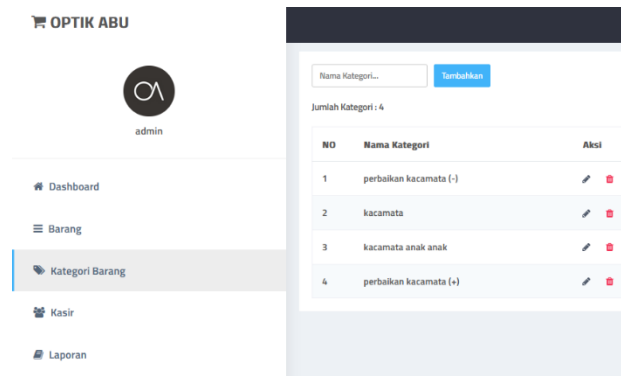 OPTIK ABU
OA
admin
Dashboard
Barang
Kategori Barang
Kasir
Laporan
Nama Kategori... Tambahkan
Jumlah Kategori : 4
NO Nama Kategori Aksi
1 perbaikan kacamata (-)
2 kacamata
3 kacamata anak anak
4 perbaikan kacamata (+)